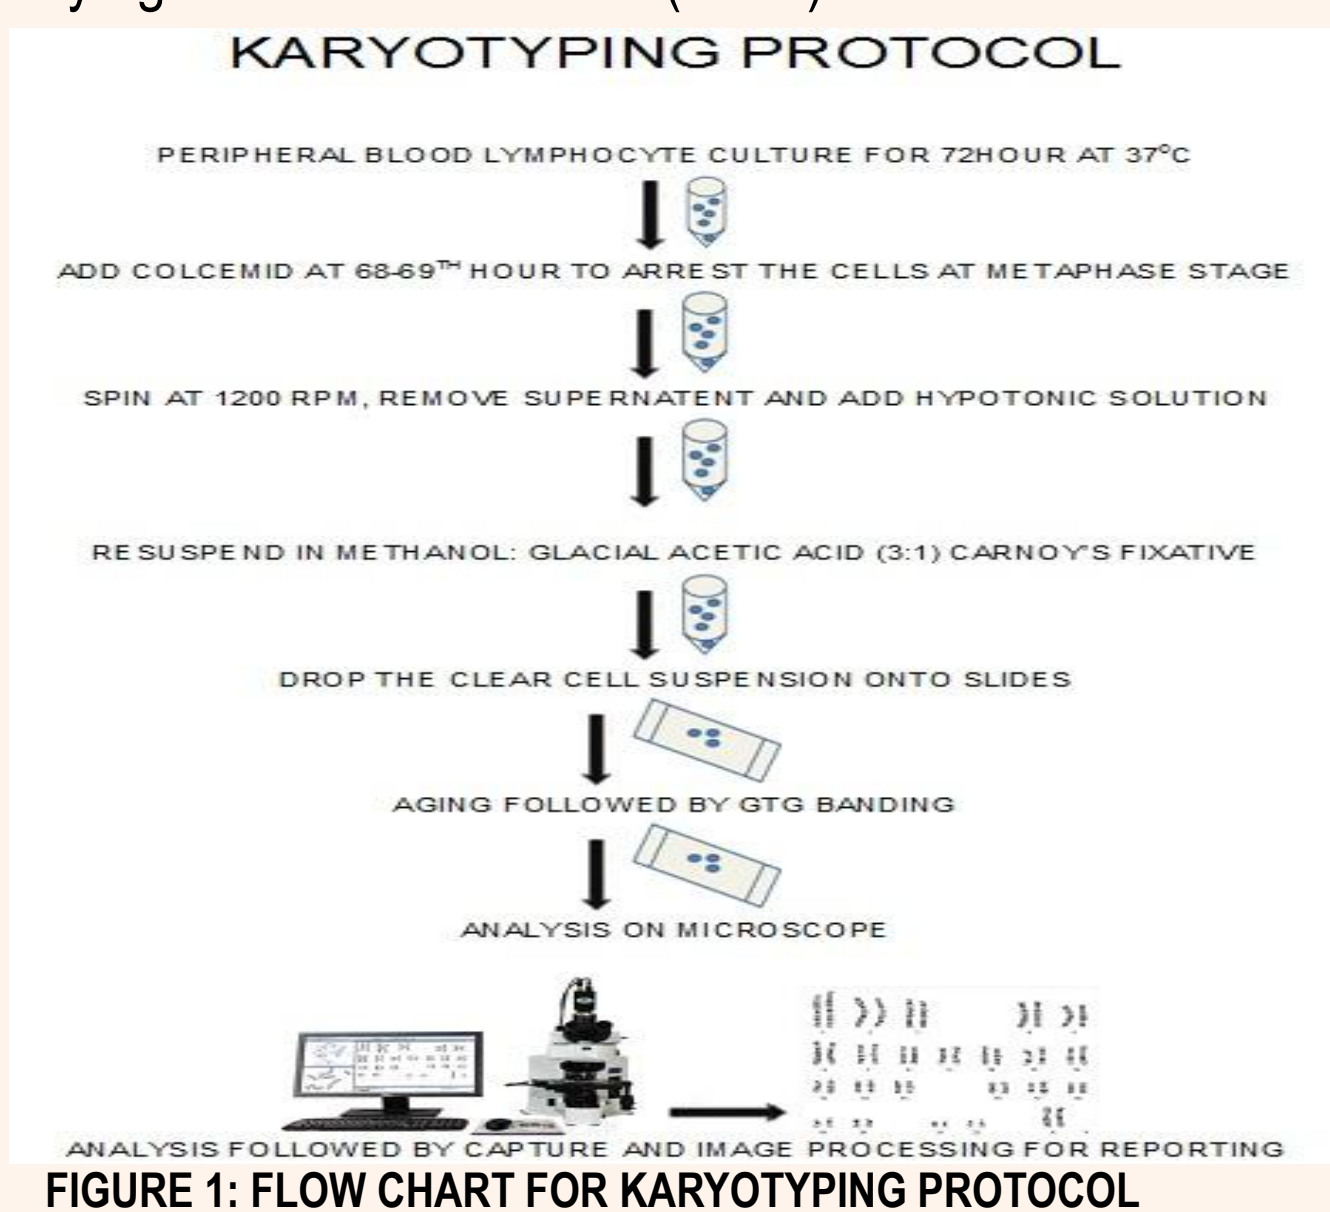 KARYOTYPING PROTOCOL
PERIPHERAL BLOOD LYMPHOCYTE CULTURE FOR 72HOUR AT 37°C
ADD COLCEMID AT 68-69TH HOUR TO ARREST THE CELLS AT METAPHASE STAGE
SPIN AT 1200 RPM, REMOVE SUPERNATENT AND ADD HYPOTONIC SOLUTION
RESUSPEND IN METHANOL: GLACIAL ACETIC ACID (3:1) CARNOY'S FIXATIVE
DROP THE CLEAR CELL SUSPENSION ONTO SLIDES
AGING FOLLOWED BY GTG BANDING
ANALYSIS ON MICROSCOPE
ANALYSIS FOLLOWED BY CAPTURE AND IMAGE PROCESSING FOR REPORTING
FIGURE 1: FLOW CHART FOR KARYOTYPING PROTOCOL